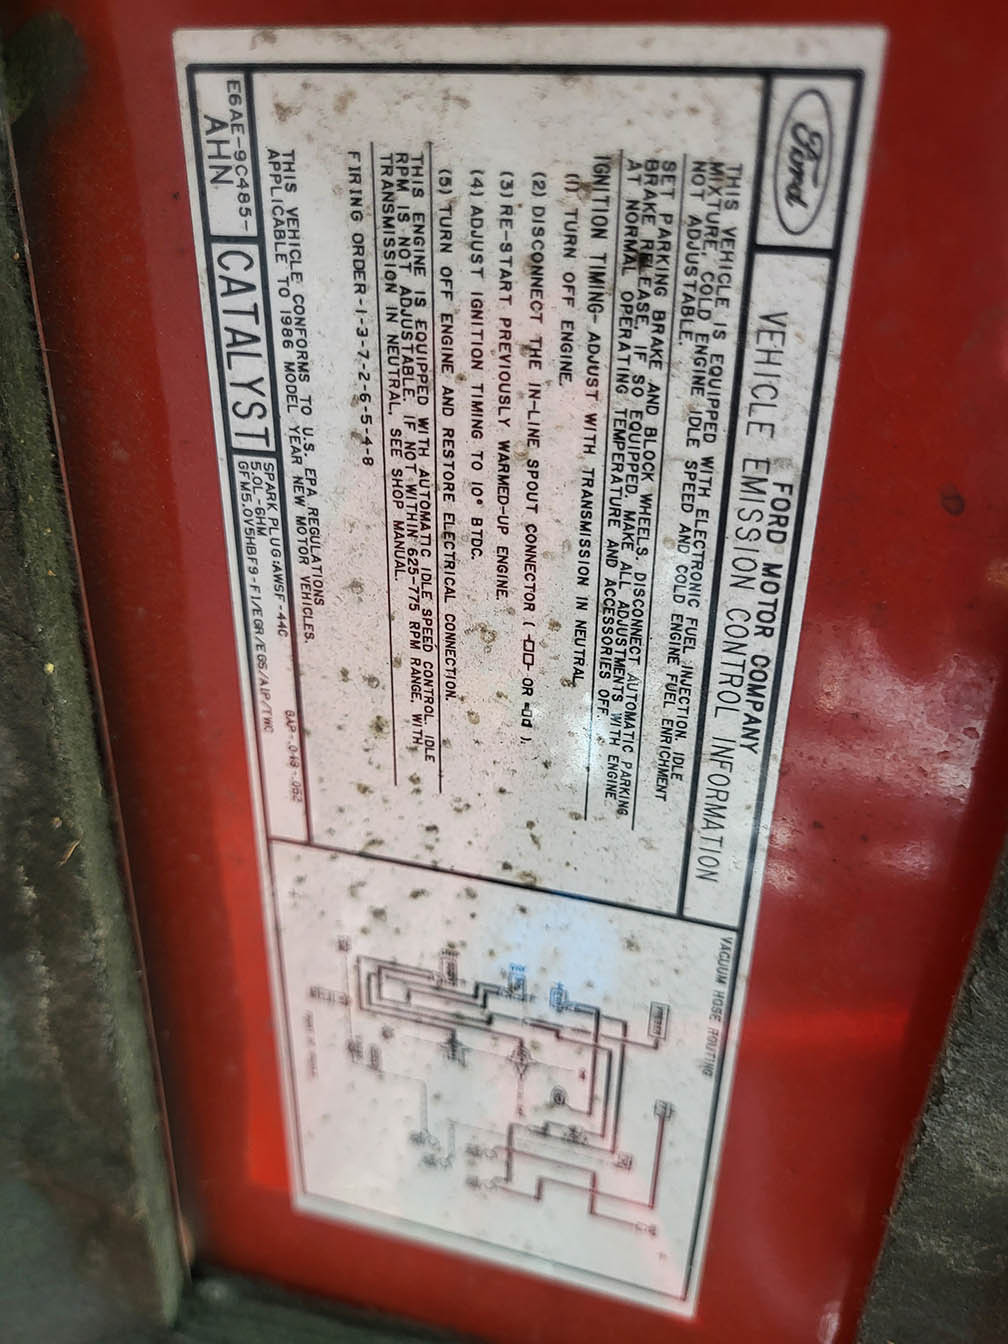 Ford
FORD MOTOR COMPANY
VEHICLE EMISSION CONTROL INFORMATION
THIS VEHICLE IS EQUIPPED WITH ELECTRONIC FUEL INJECTION. IDLE
MIXTURE, COLD ENGINE IDLE SPEED AND COLD ENGINE FUEL ENRICHMENT
NOT ADJUSTABLE.
SET PARKING BRAKE AND BLOCK WHEELS. DISCONNECT AUTOMATIC PARKING
BRAKE RELEASE, IF SO EQUIPPED. MAKE ALL ADJUSTMENTS WITH ENGINE
AT NORMAL OPERATING TEMPERATURE AND ACCESSORIES OFF.
IGNITION TIMING- ADJUST WITH TRANSMISSION IN NEUTRAL
(1) TURN OFF ENGINE.
(2) DISCONNECT THE IN-LINE SPOUT CONNECTOR ( OR ).
(3) RE-START PREVIOUSLY WARMED-UP ENGINE.
(4) ADJUST IGNITION TIMING TO 10° BTDC.
(5) TURN OFF ENGINE AND RESTORE ELECTRICAL CONNECTION.
THIS ENGINE IS EQUIPPED WITH AUTOMATIC IDLE SPEED CONTROL. IDLE
RPM IS NOT ADJUSTABLE. IF NOT WITHIN 625-775 RPM RANGE, WITH
TRANSMISSION IN NEUTRAL, SEE SHOP MANUAL.
FIRING ORDER-1-3-7-2-6-5-4-8
THIS VEHICLE CONFORMS TO U.S. EPA REGULATIONS
APPLICABLE TO 1986 MODEL YEAR NEW MOTOR VEHICLES.
E6AE-9C485-
AHN
CATALYST
SPARK PLUG:AWSF-44C GAP-.048-.052
5.0L-6HM
GFM5.0V5HBF9-FI/EGR/EGS/AIP/TWC
VACUUM HOSE ROUTING